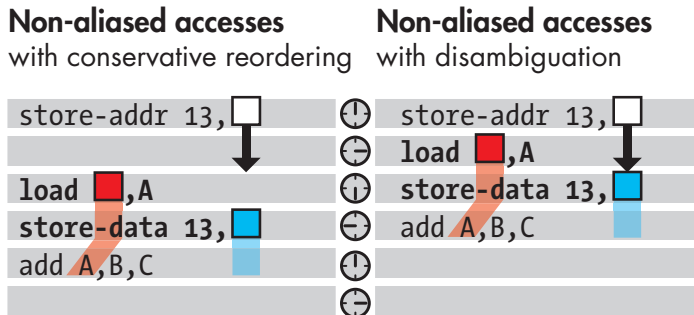 Non-aliased accesses
with conservative reordering
store-addr 13,
load ,A
store-data 13,
add A,B,C
Non-aliased accesses
with disambiguation
store-addr 13,
load ,A
store-data 13,
add A,B,C